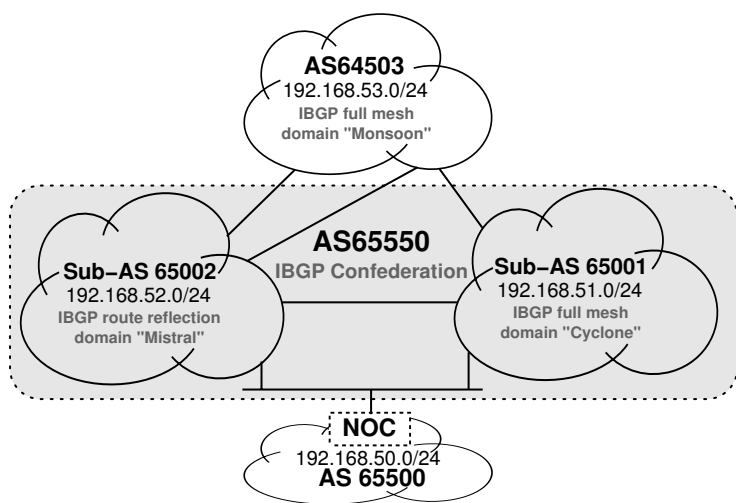 AS64503
192.168.53.0/24
IBGP full mesh
domain "Monsoon"
AS65550
IBGP Confederation
Sub−AS 65002
192.168.52.0/24
IBGP route reflection
domain "Mistral"
Sub−AS 65001
192.168.51.0/24
IBGP full mesh
domain "Cyclone"
NOC
192.168.50.0/24
AS 65500